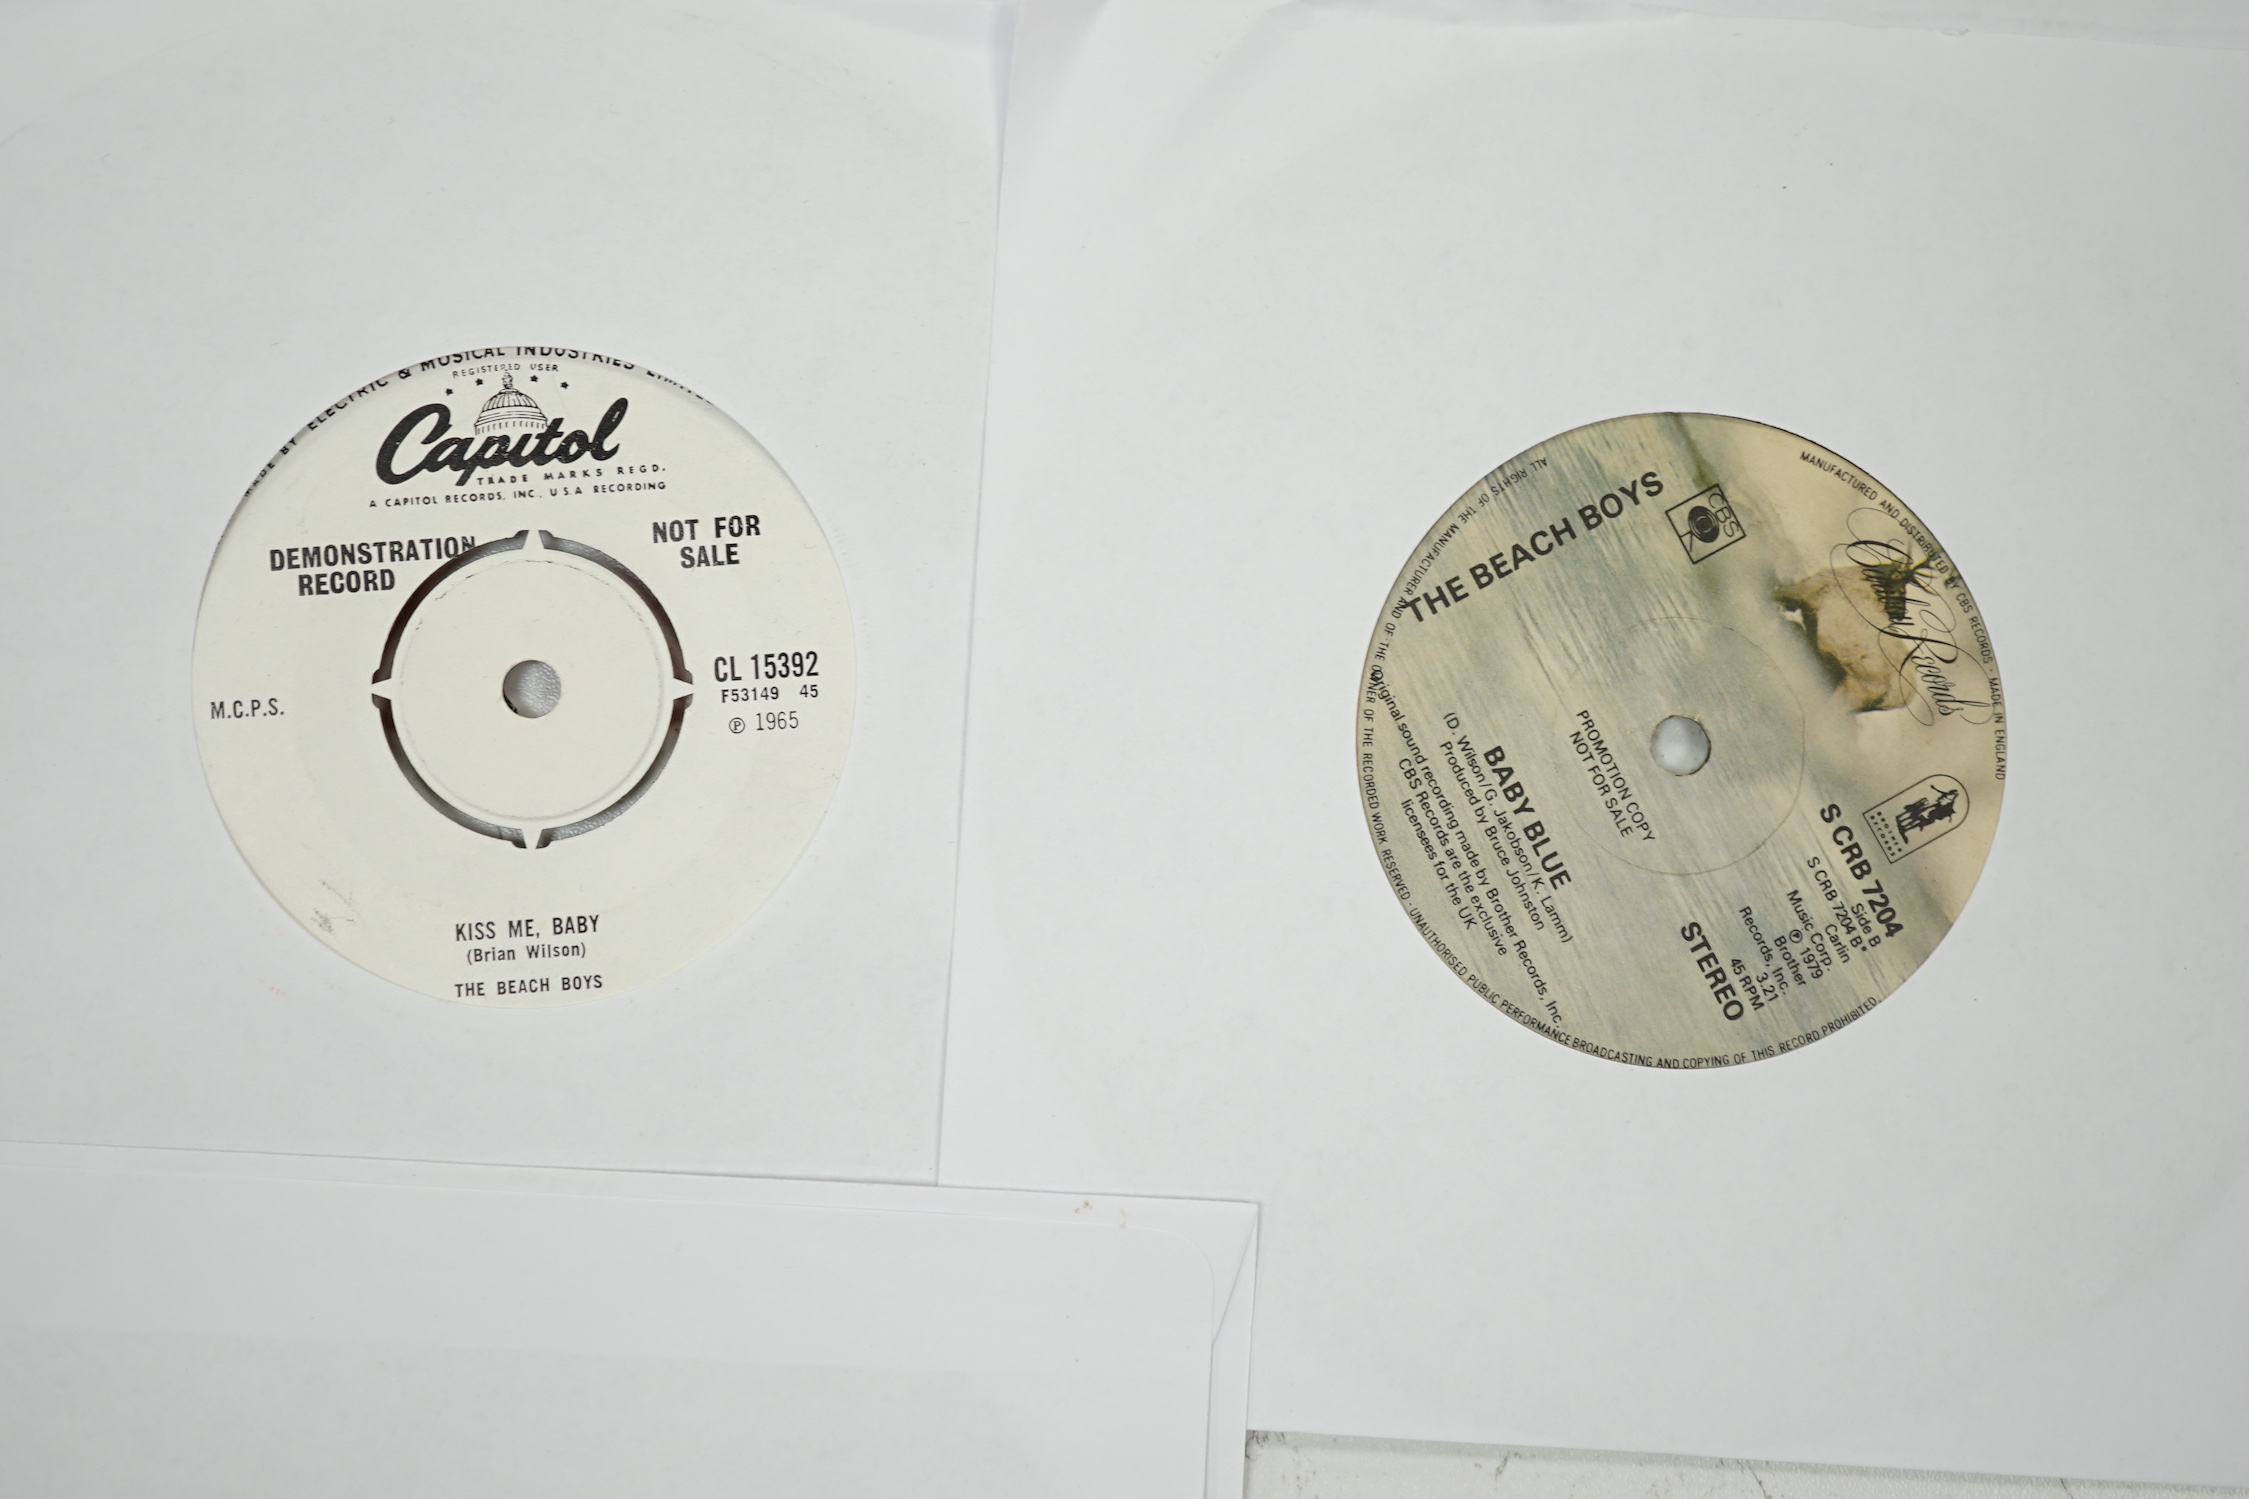 MADE BY ELECTRIC & MUSICAL INDUSTRIES LIMITED
REGISTERED USER
Capitol
TRADE MARKS REGD.
A CAPITOL RECORDS, INC., U.S.A RECORDING
DEMONSTRATION
RECORD
NOT FOR
SALE
CL 15392
F53149 45
℗ 1965
M.C.P.S.
KISS ME, BABY
(Brian Wilson)
THE BEACH BOYS
ALL RIGHTS OF THE MANUFACTURER AND OF THE OWNER OF THE RECORDED WORK RESERVED · UNAUTHORISED PUBLIC PERFORMANCE BROADCASTING AND COPYING OF THIS RECORD PROHIBITED.
MANUFACTURED AND DISTRIBUTED BY CBS RECORDS · MADE IN ENGLAND
THE BEACH BOYS
CBS
Caribou Records
BROTHER
RECORDS
PROMOTION COPY
NOT FOR SALE
BABY BLUE
(D. Wilson/G. Jakobson/K. Lamm)
Produced by Bruce Johnston
Original sound recording made by Brother Records, Inc.
CBS Records are the exclusive
licensees for the UK
S CRB 7204
Side B
S CRB 7204 B*
Carlin
Music Corp.
℗ 1979
Brother
Records, Inc.
3.21
45 RPM
STEREO